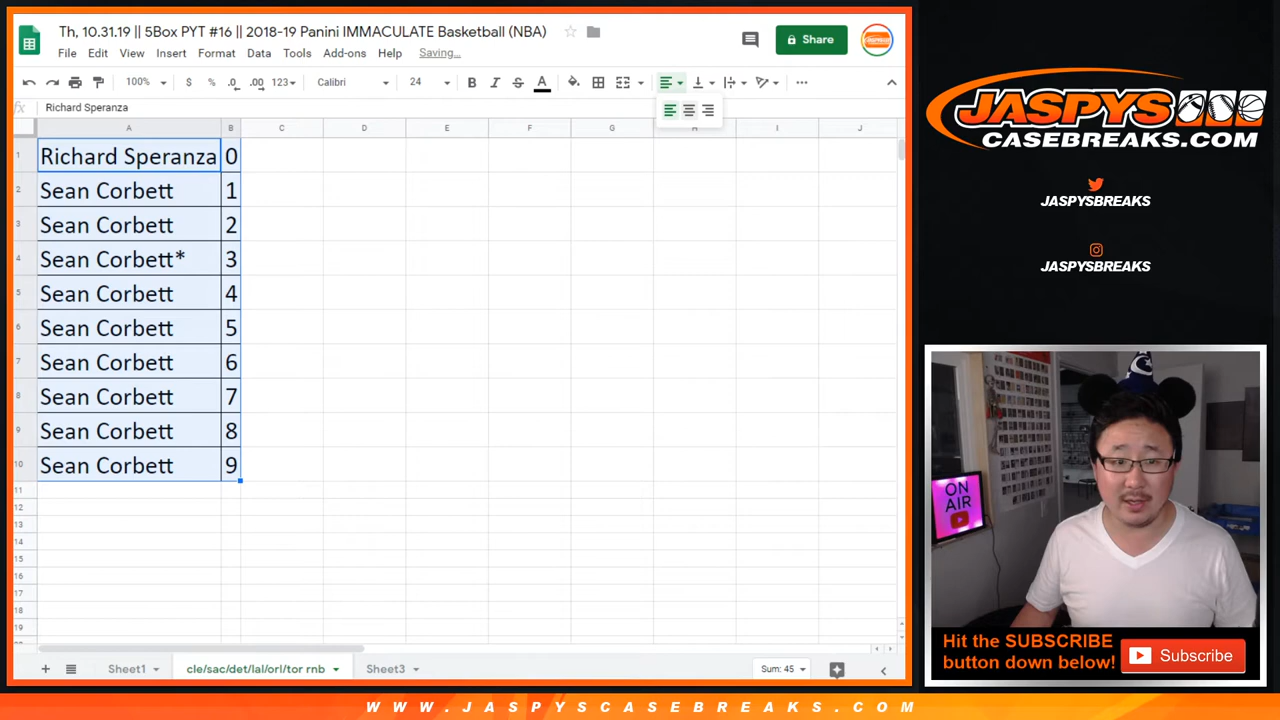 Th, 10.31.19 || 5Box PYT #16 || 2018-19 Panini IMMACULATE Basketball (NBA)
File Edit View Insert Format Data Tools Add-ons Help Saving...
Share
100% $ % .0 .00 123 Calibri 24 B I S A
fx Richard Speranza
A B C D E F G H I J
1 Richard Speranza 0
2 Sean Corbett 1
3 Sean Corbett 2
4 Sean Corbett* 3
5 Sean Corbett 4
6 Sean Corbett 5
7 Sean Corbett 6
8 Sean Corbett 7
9 Sean Corbett 8
10 Sean Corbett 9
11
12
13
14
15
16
17
18
19
Sheet1 cle/sac/det/lal/orl/tor rnb Sheet3 Sum: 45
JASPYS
CASEBREAKS.COM
JASPYSBREAKS
JASPYSBREAKS
ON
AIR
Hit the SUBSCRIBE
button down below!
Subscribe
WWW.JASPYSCASEBREAKS.COM